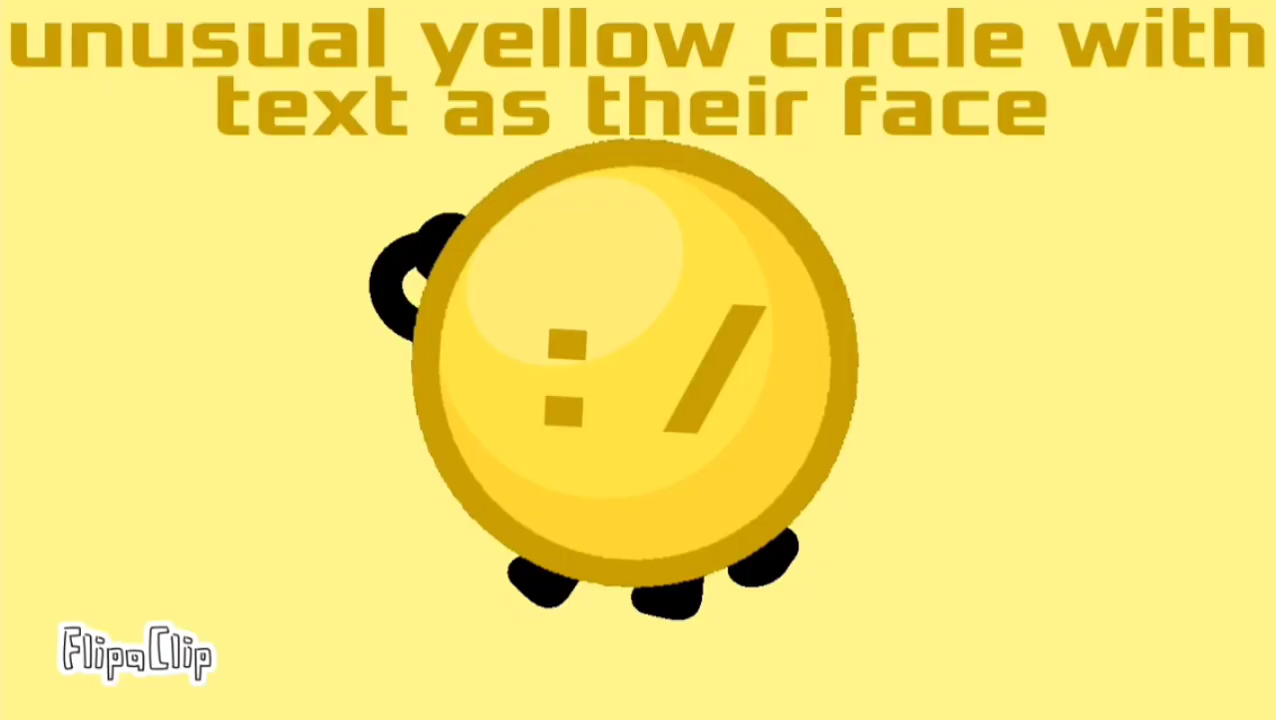 unusual yellow circle with
text as their face
:/
FlipaClip